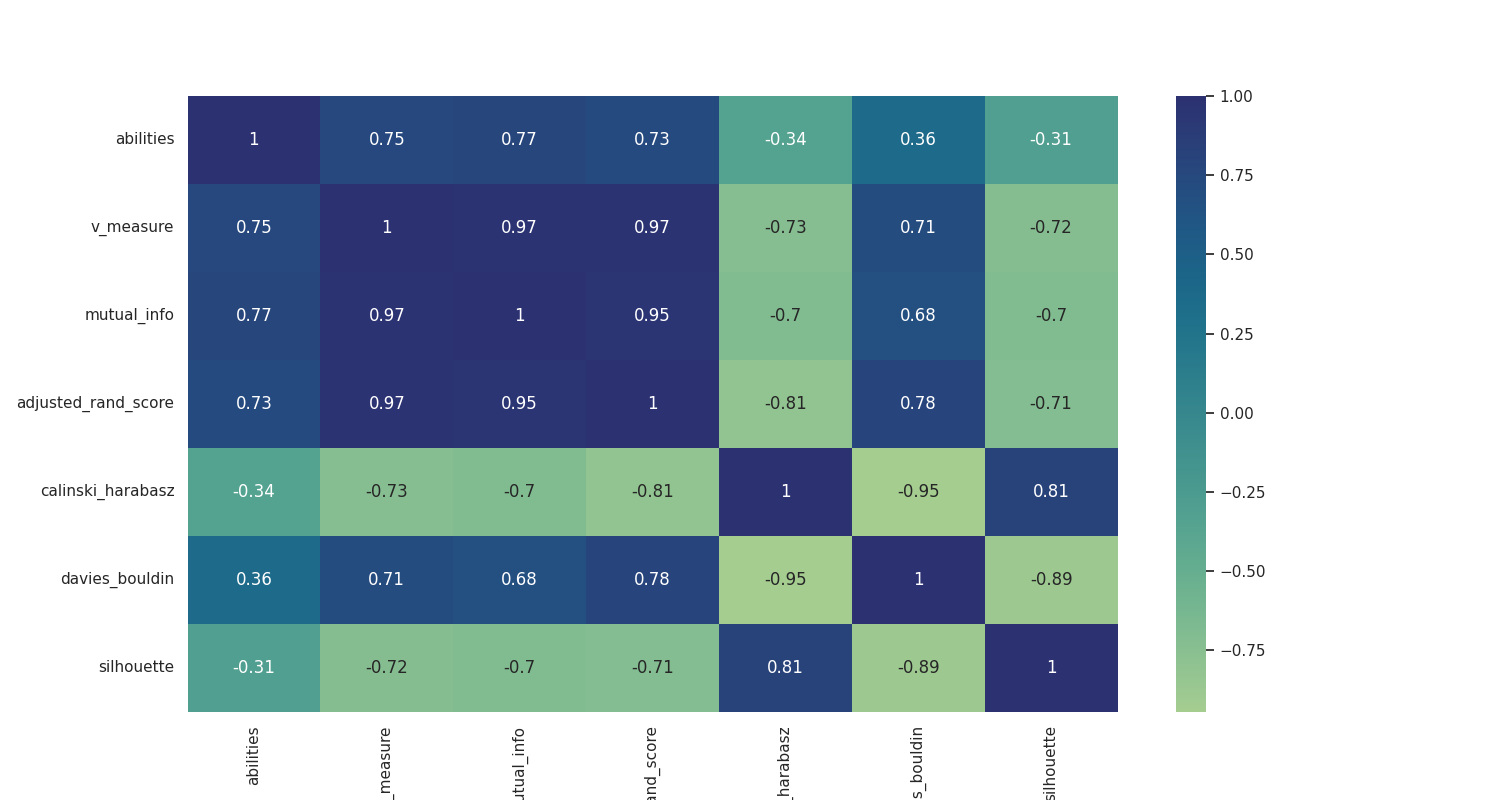 abilities 1 0.75 0.77 0.73 -0.34 0.36 -0.31
v_measure 0.75 1 0.97 0.97 -0.73 0.71 -0.72
mutual_info 0.77 0.97 1 0.95 -0.7 0.68 -0.7
adjusted_rand_score 0.73 0.97 0.95 1 -0.81 0.78 -0.71
calinski_harabasz -0.34 -0.73 -0.7 -0.81 1 -0.95 0.81
davies_bouldin 0.36 0.71 0.68 0.78 -0.95 1 -0.89
silhouette -0.31 -0.72 -0.7 -0.71 0.81 -0.89 1
abilities
_measure
utual_info
and_score
_harabasz
s_bouldin
silhouette
1.00
0.75
0.50
0.25
0.00
−0.25
−0.50
−0.75